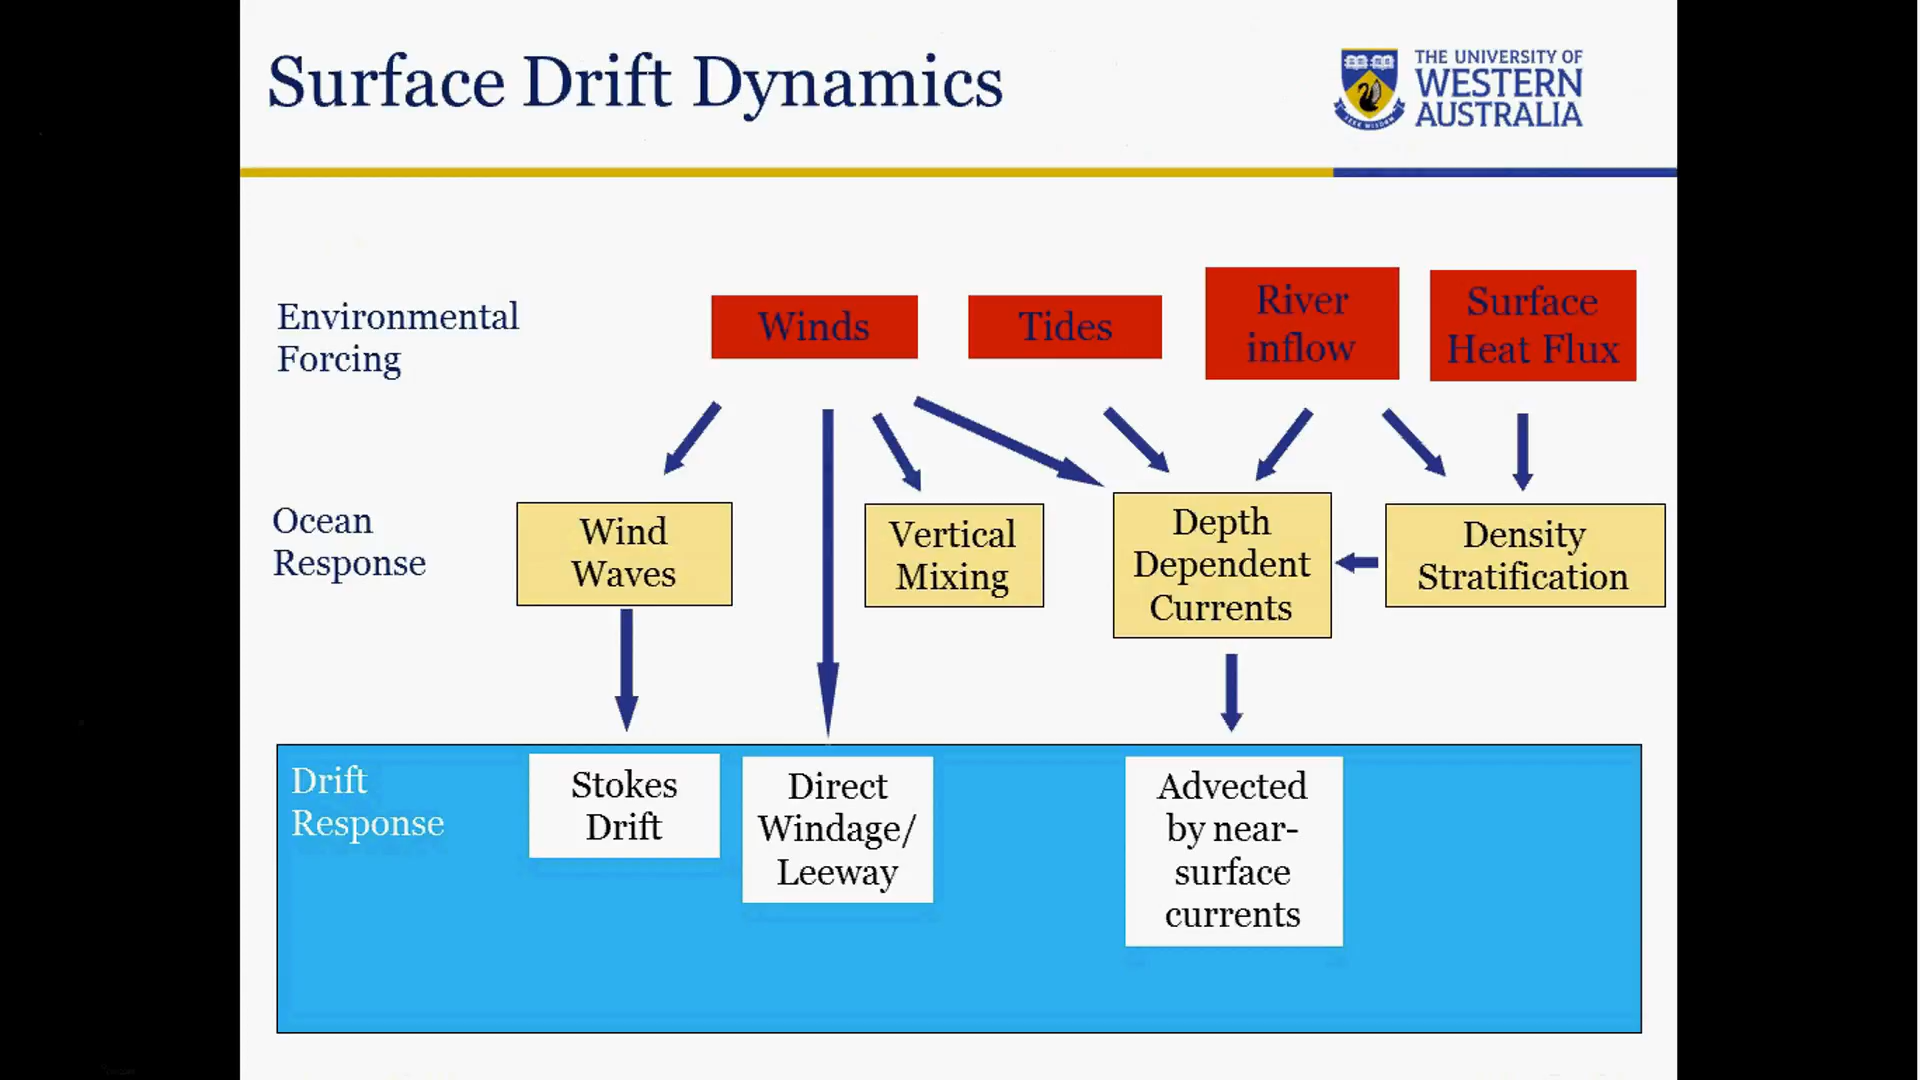 Surface Drift Dynamics
THE UNIVERSITY OF
WESTERN
AUSTRALIA
SEEK WISDOM
Environmental
Forcing
Winds
Tides
River
inflow
Surface
Heat Flux
Ocean
Response
Wind
Waves
Vertical
Mixing
Depth
Dependent
Currents
Density
Stratification
Drift
Response
Stokes
Drift
Direct
Windage/
Leeway
Advected
by near-
surface
currents